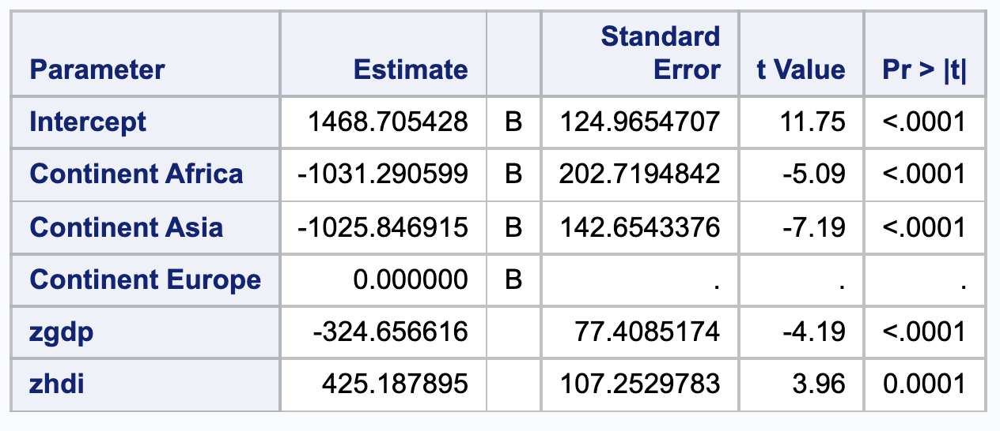 Parameter Estimate Standard Error t Value Pr > |t|
Intercept 1468.705428 B 124.9654707 11.75 <.0001
Continent Africa -1031.290599 B 202.7194842 -5.09 <.0001
Continent Asia -1025.846915 B 142.6543376 -7.19 <.0001
Continent Europe 0.000000 B . . .
zgdp -324.656616 77.4085174 -4.19 <.0001
zhdi 425.187895 107.2529783 3.96 0.0001